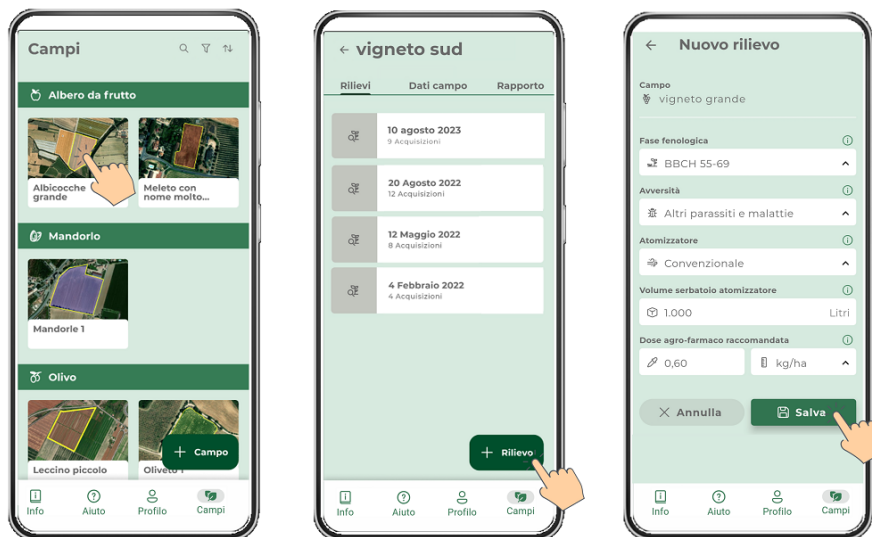 Campi
Albero da frutto
Albicocche
grande
Meleto con
nome molto...
Mandorlo
Mandorle 1
Olivo
Leccino piccolo
Oliveto 1
+ Campo
Info
Aiuto
Profilo
Campi
← vigneto sud
Rilievi
Dati campo
Rapporto
10 agosto 2023
9 Acquisizioni
20 Agosto 2022
12 Acquisizioni
12 Maggio 2022
8 Acquisizioni
4 Febbraio 2022
4 Acquisizioni
+ Rilievo
Info
Aiuto
Profilo
Campi
← Nuovo rilievo
Campo
vigneto grande
Fase fenologica
BBCH 55-69
Avversità
Altri parassiti e malattie
Atomizzatore
Convenzionale
Volume serbatoio atomizzatore
1.000 Litri
Dose agro-farmaco raccomandata
0,60
kg/ha
Annulla
Salva
Info
Aiuto
Profilo
Campi